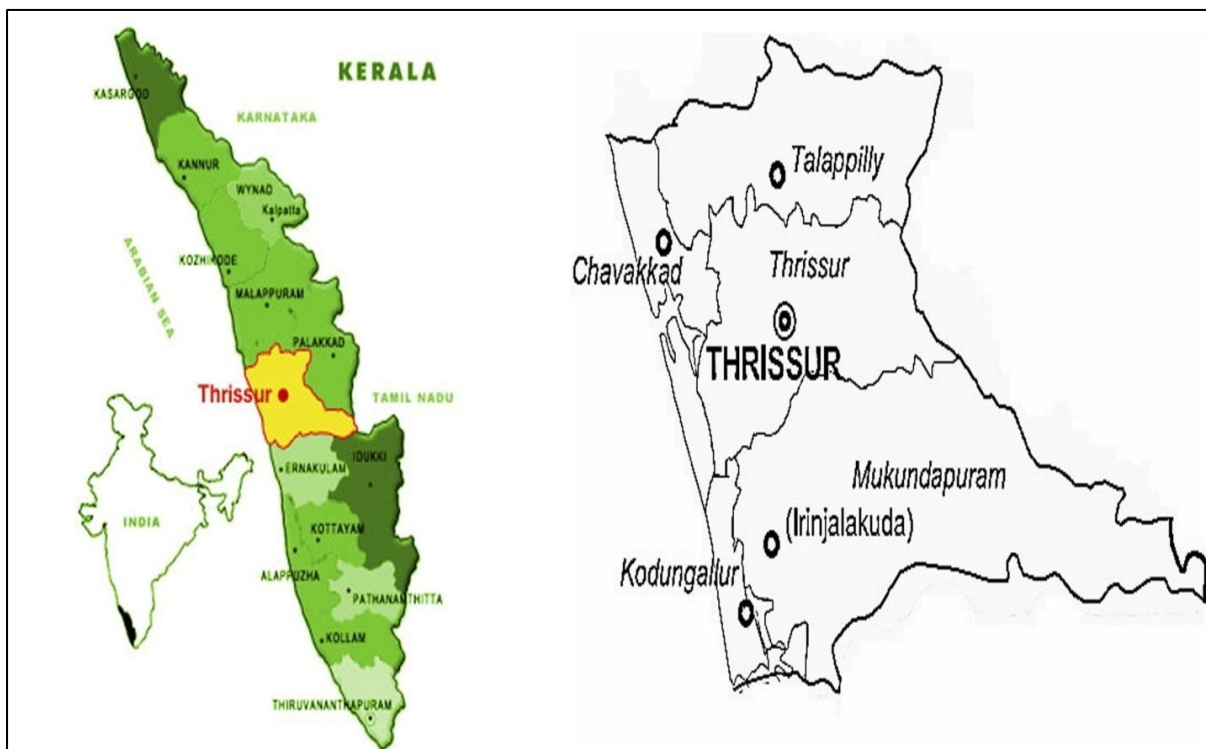 KERALA
KASARGOD
KARNATAKA
KANNUR
WYNAD
Kalpatta
ARABIAN SEA
KOZHIKODE
MALAPPURAM
PALAKKAD
Thrissur
TAMIL NADU
ERNAKULAM
IDUKKI
INDIA
KOTTAYAM
ALAPPUZHA
PATHANAMTHITTA
KOLLAM
THIRUVANANTHAPURAM
Talappilly
Chavakkad
Thrissur
THRISSUR
Mukundapuram
(Irinjalakuda)
Kodungallur